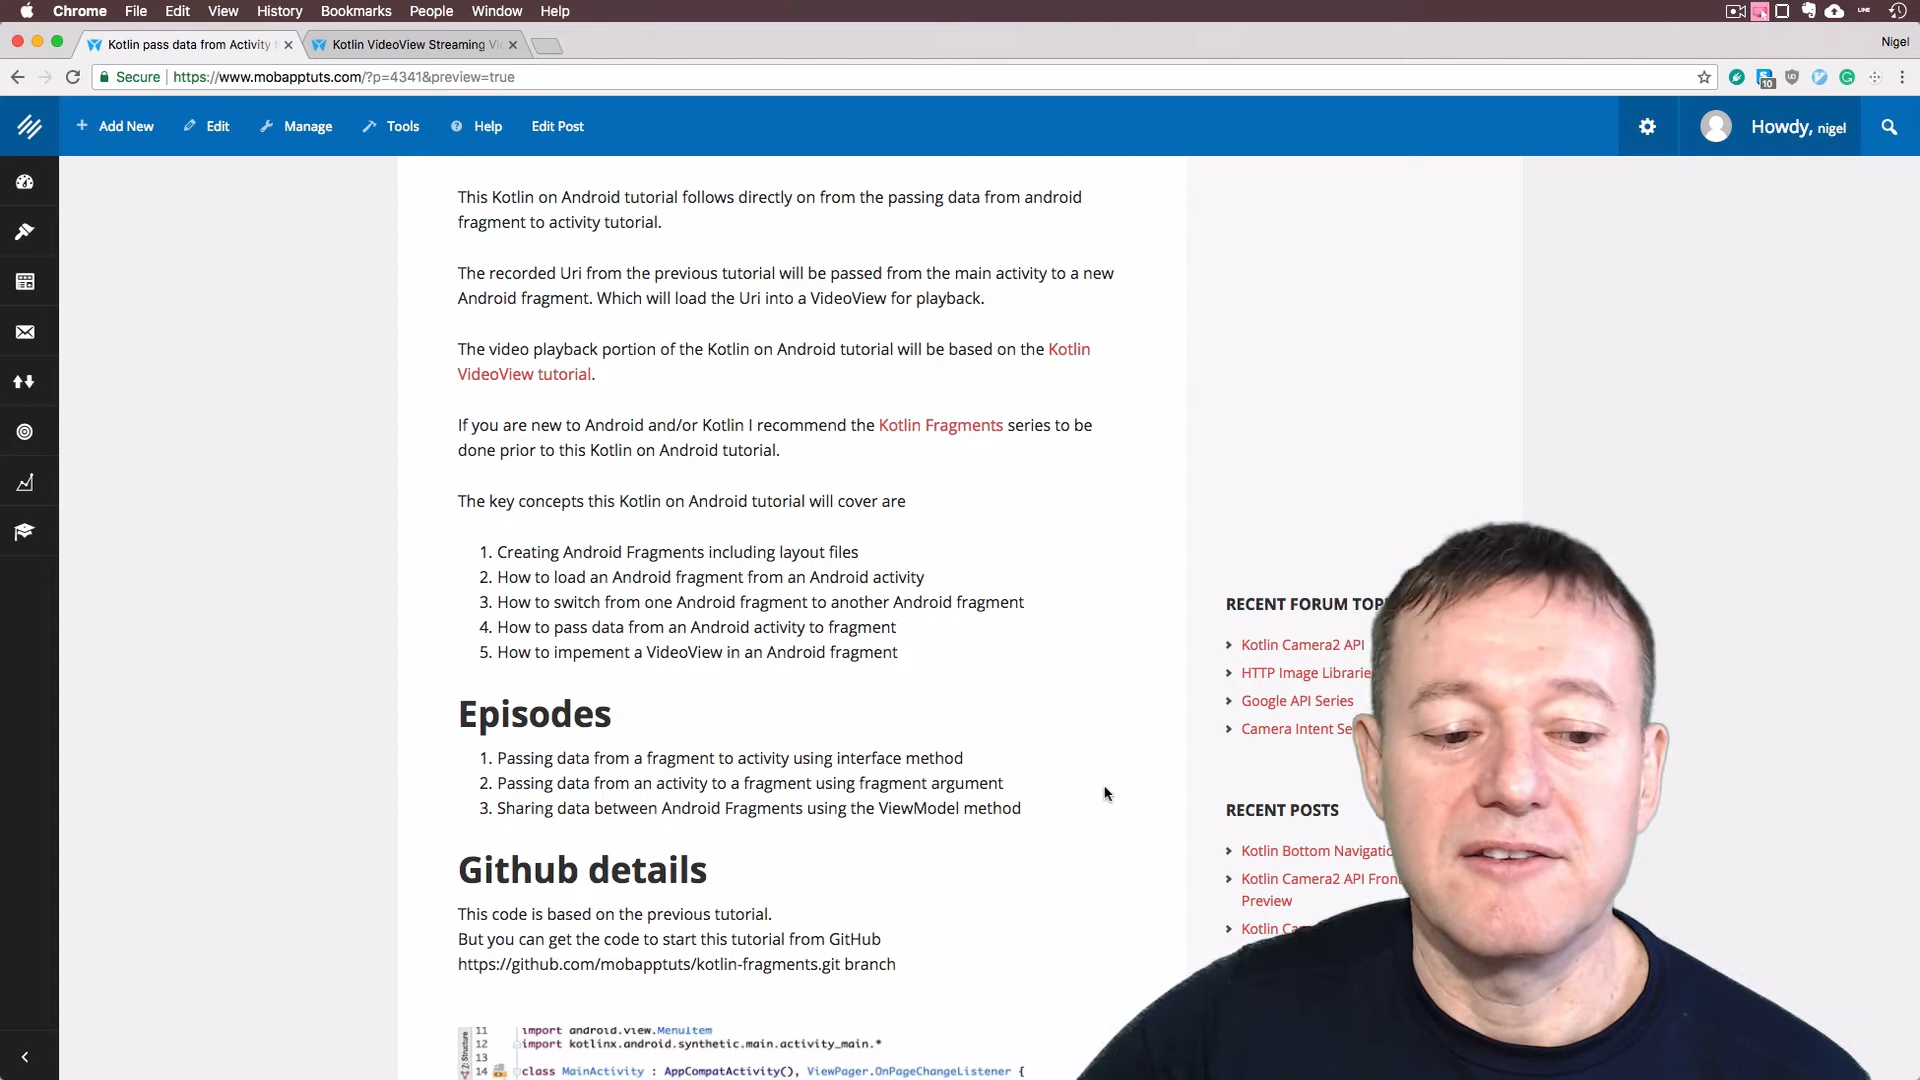 Chrome File Edit View History Bookmarks People Window Help
Kotlin pass data from Activity
Kotlin VideoView Streaming
Nigel
Secure https://www.mobapptuts.com/?p=4341&preview=true
10
Add New Edit Manage Tools Help Edit Post Howdy, nigel
This Kotlin on Android tutorial follows directly on from the passing data from android
fragment to activity tutorial.
The recorded Uri from the previous tutorial will be passed from the main activity to a new
Android fragment. Which will load the Uri into a VideoView for playback.
The video playback portion of the Kotlin on Android tutorial will be based on the Kotlin
VideoView tutorial.
If you are new to Android and/or Kotlin I recommend the Kotlin Fragments series to be
done prior to this Kotlin on Android tutorial.
The key concepts this Kotlin on Android tutorial will cover are
1. Creating Android Fragments including layout files
2. How to load an Android fragment from an Android activity
3. How to switch from one Android fragment to another Android fragment
4. How to pass data from an Android activity to fragment
5. How to impement a VideoView in an Android fragment
Episodes
1. Passing data from a fragment to activity using interface method
2. Passing data from an activity to a fragment using fragment argument
3. Sharing data between Android Fragments using the ViewModel method
Github details
This code is based on the previous tutorial.
But you can get the code to start this tutorial from GitHub
https://github.com/mobapptuts/kotlin-fragments.git branch
11 import android.view.MenuItem
12 import kotlinx.android.synthetic.main.activity_main.*
13
14 class MainActivity : AppCompatActivity(), ViewPager.OnPageChangeListener {
RECENT FORUM
Kotlin Camera2 API
HTTP Image
Google API Series
Camera Intent
RECENT POSTS
Kotlin Bottom
Kotlin Camera2 API
Preview
Kotlin